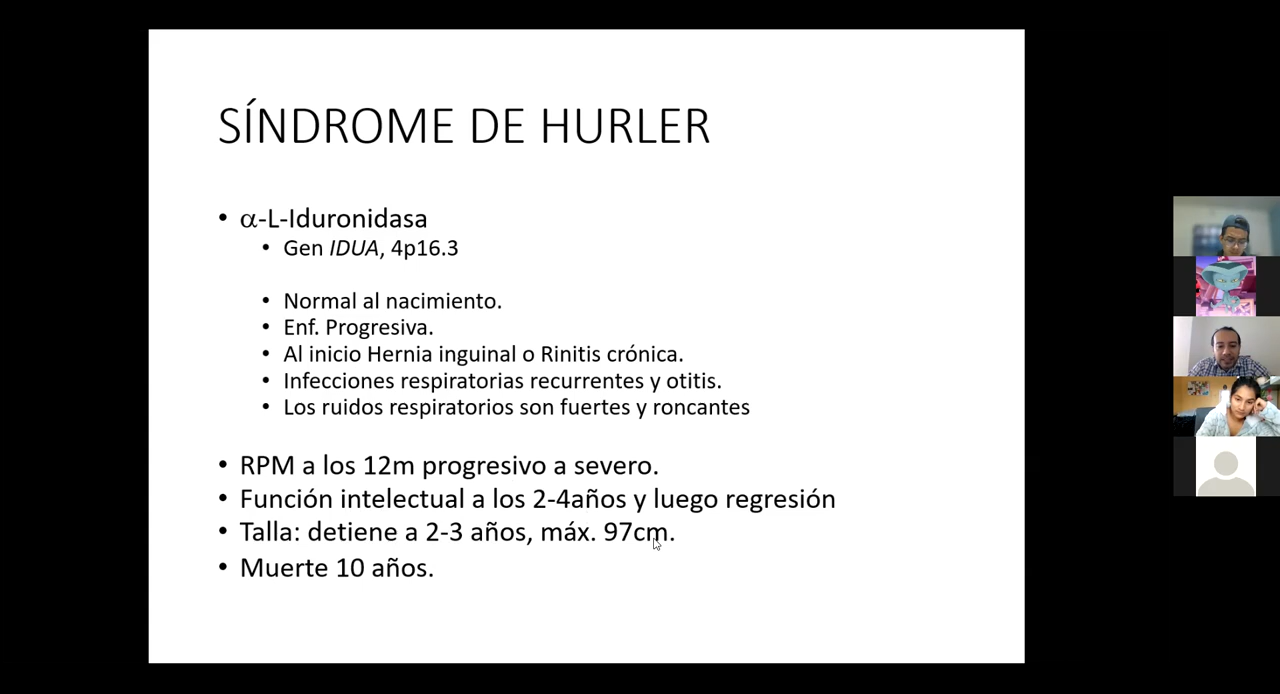 SÍNDROME DE HURLER
• α-L-Iduronidasa
• Gen IDUA, 4p16.3
• Normal al nacimiento.
• Enf. Progresiva.
• Al inicio Hernia inguinal o Rinitis crónica.
• Infecciones respiratorias recurrentes y otitis.
• Los ruidos respiratorios son fuertes y roncantes
• RPM a los 12m progresivo a severo.
• Función intelectual a los 2-4años y luego regresión
• Talla: detiene a 2-3 años, máx. 97cm.
• Muerte 10 años.